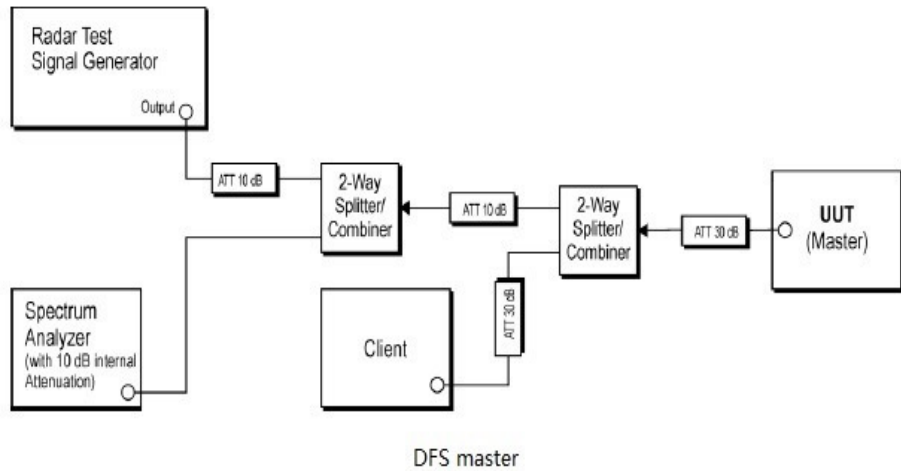 Radar Test
Signal Generator
Output
ATT 10 dB
2-Way
Splitter/
Combiner
ATT 10 dB
2-Way
Splitter/
Combiner
ATT 30 dB
UUT
(Master)
Spectrum
Analyzer
(with 10 dB internal
Attenuation)
Client
ATT 30 dB
DFS master